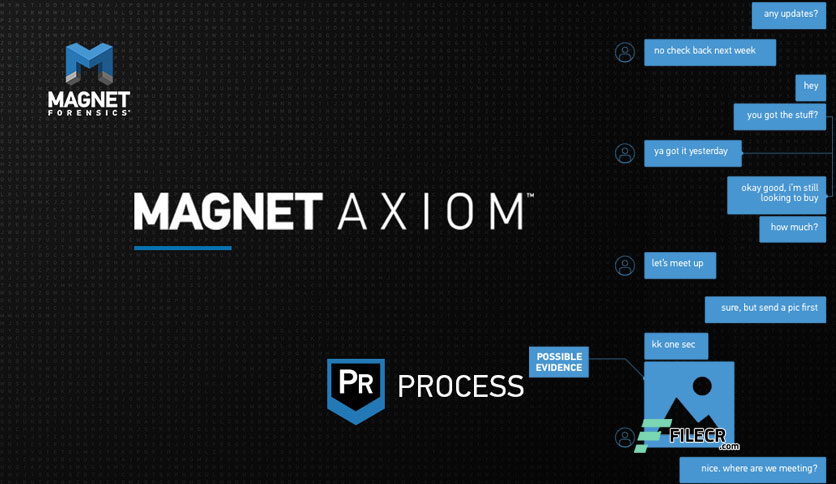 any updates?
no check back next week
MAGNET
FORENSICS®
hey
you got the stuff?
ya got it yesterday
okay good, i'm still
looking to buy
MAGNET AXIOM™
how much?
let's meet up
sure, but send a pic first
kk one sec
POSSIBLE
EVIDENCE
PR PROCESS
FILECR
.com
nice. where are we meeting?